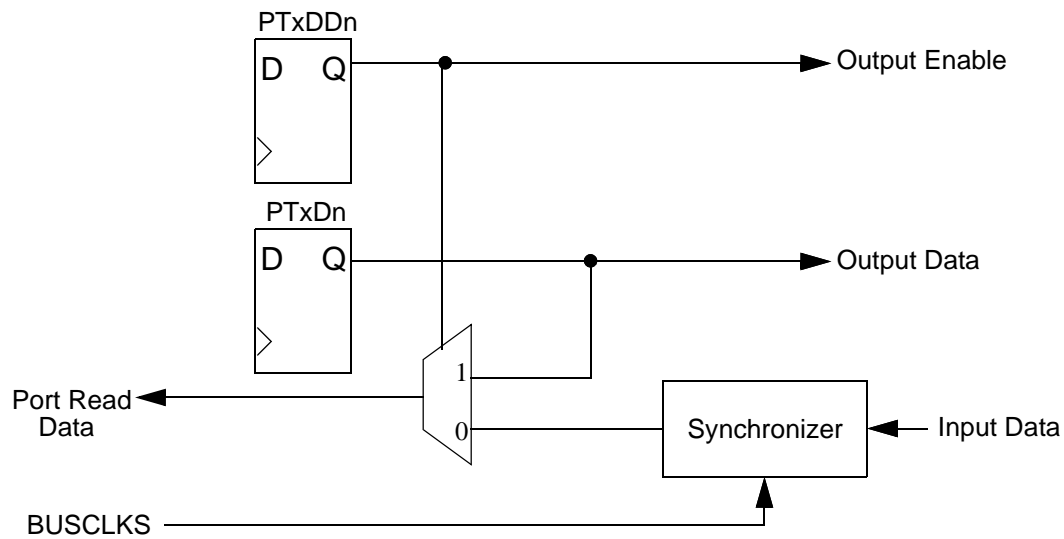 PTxDDn
D Q
Output Enable
PTxDn
D Q
Output Data
1
Port Read
Data
0
Synchronizer
Input Data
BUSCLKS